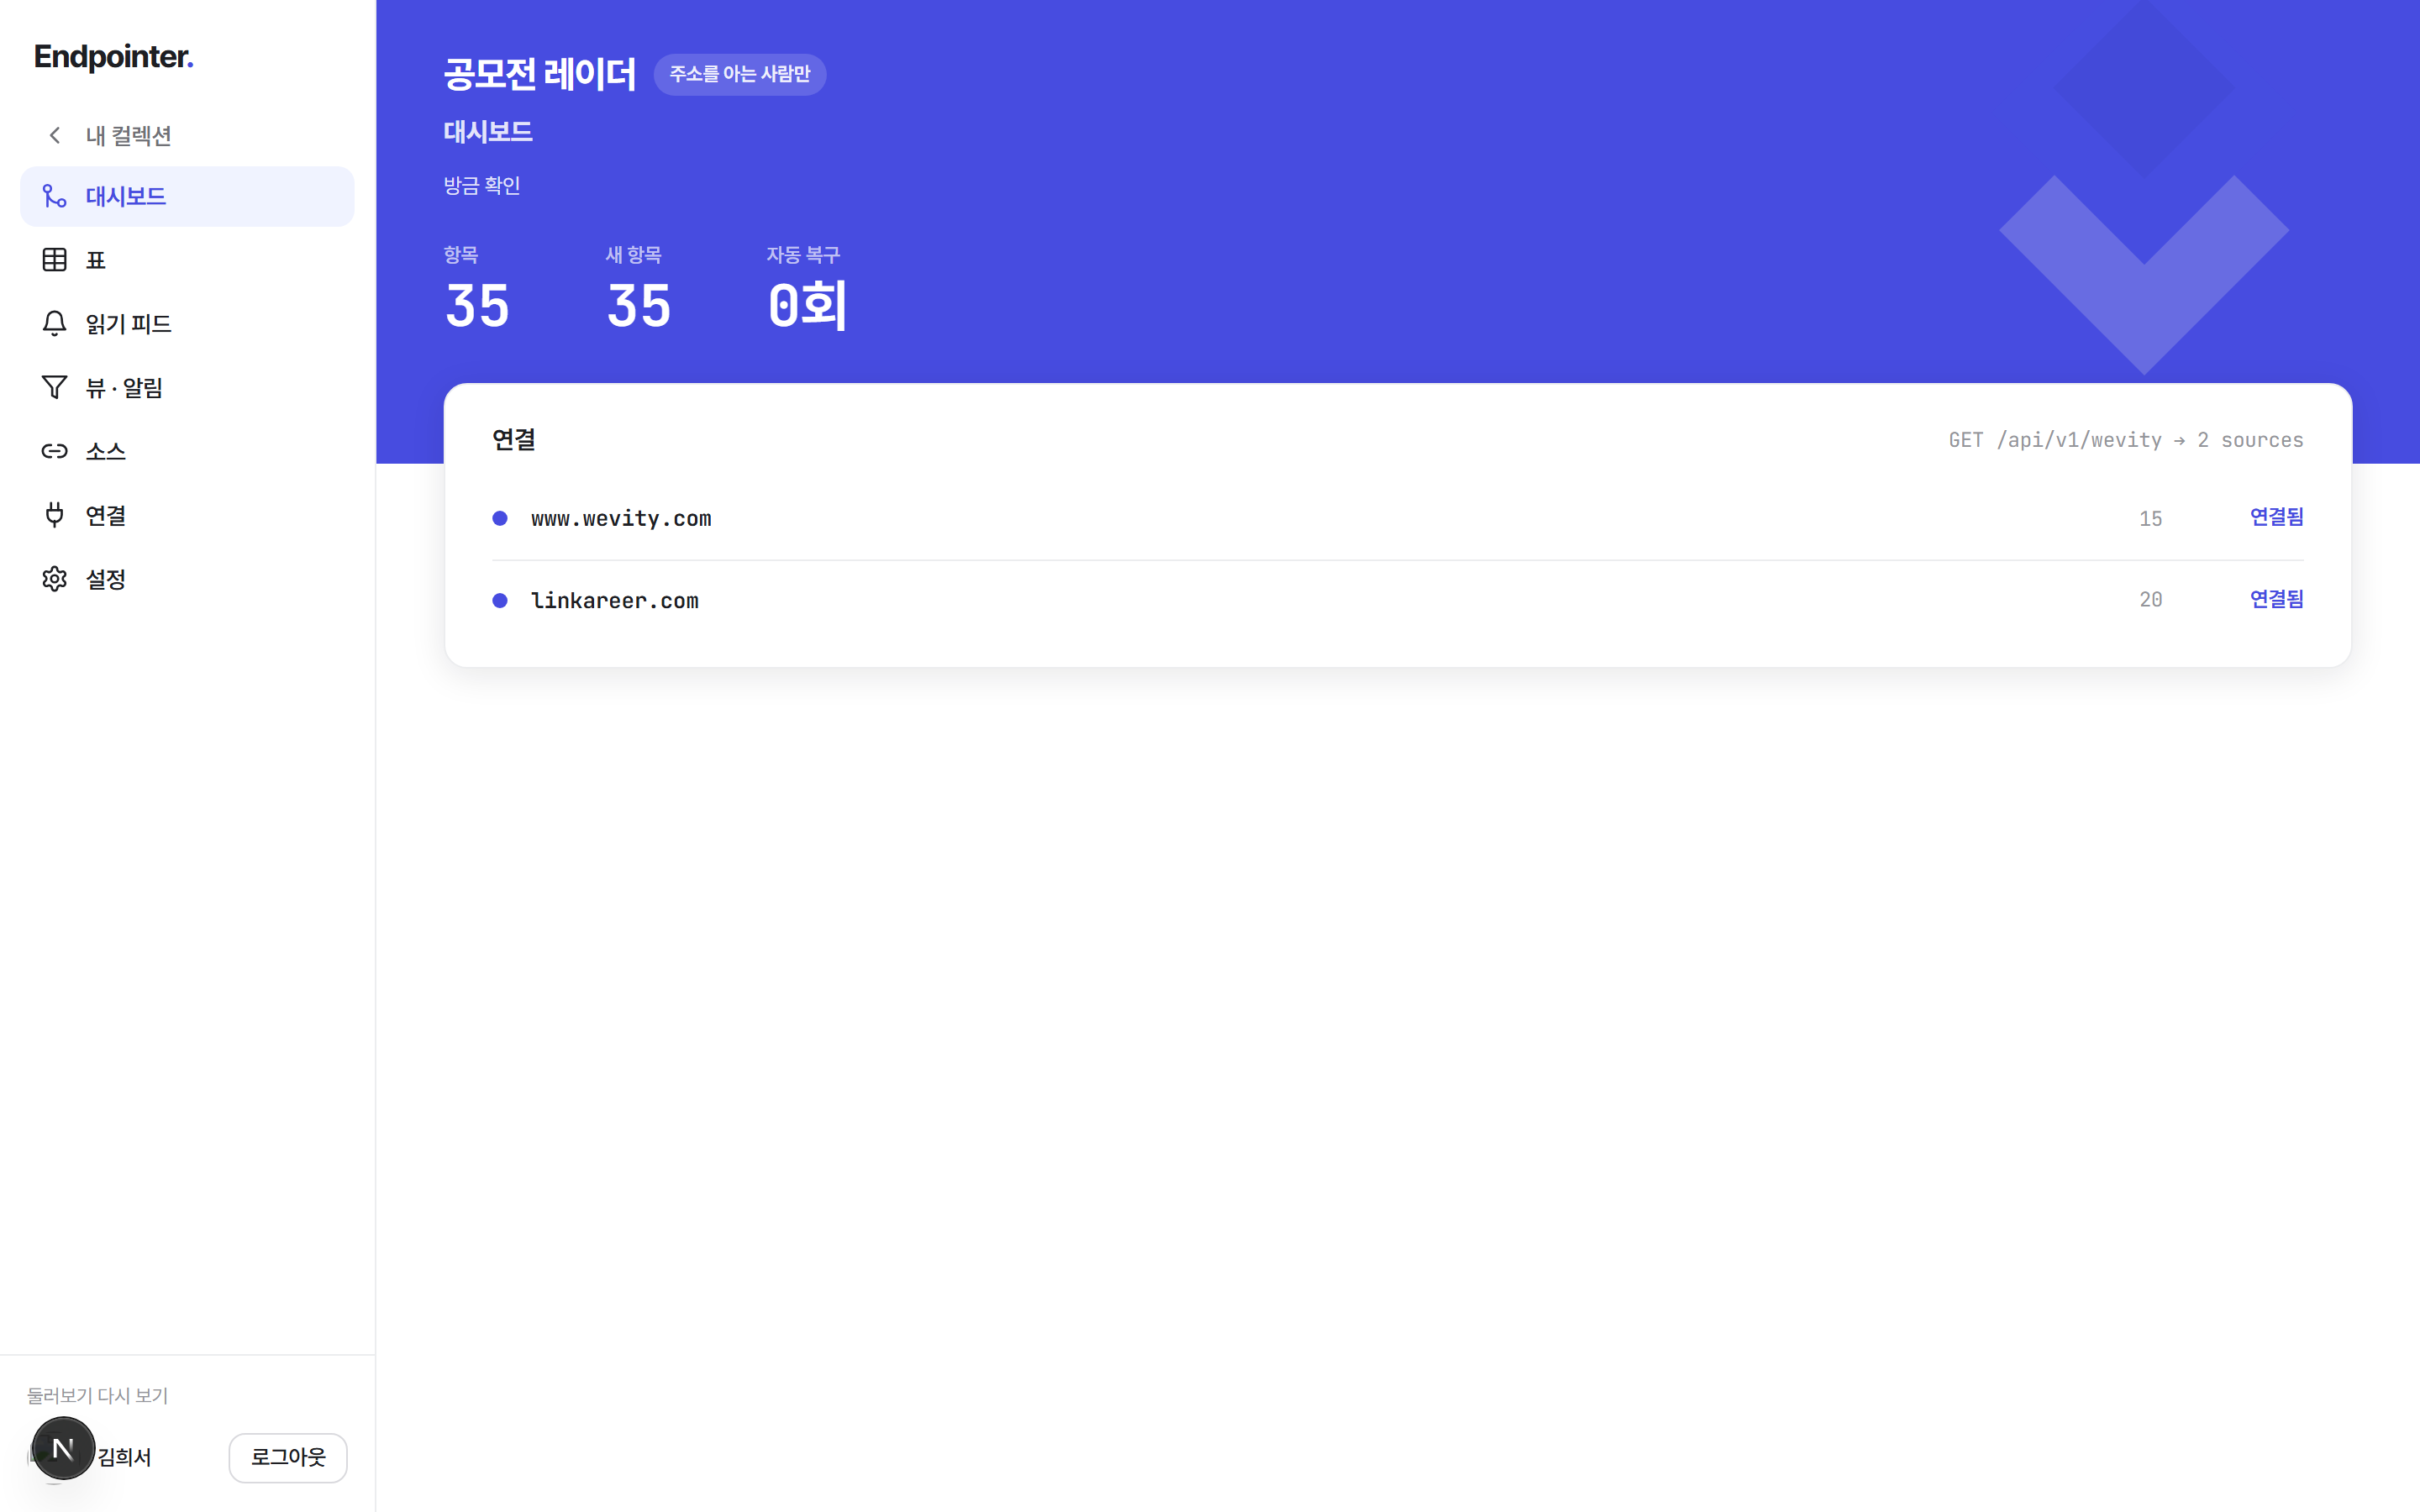 Endpointer.
내 컬렉션
대시보드
표
읽기 피드
뷰 · 알림
소스
연결
설정
둘러보기 다시 보기
N
김희서
로그아웃
공모전 레이더
주소를 아는 사람만
대시보드
방금 확인
항목
새 항목
자동 복구
35
35
0회
연결
GET /api/v1/wevity → 2 sources
www.wevity.com
15
연결됨
linkareer.com
20
연결됨